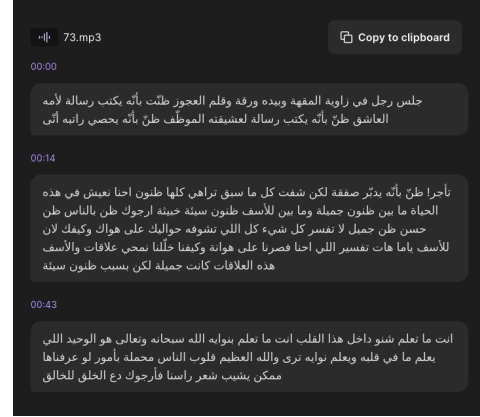 73.mp3
Copy to clipboard
00:00
جلس رجل في زاوية المقهة وبيده ورقة وقلم العجوز ظنّت بأنّه يكتب رسالة لأمه
العاشق ظنّ بأنّه يكتب رسالة لعشيقته الموظّف ظنّ بأنّه يحصي راتبه أتّى
00:14
تأجر! ظنّ بأنّه يدبّر صفقة لكن شفت كل ما سبق تراهي كلها ظنون احنا نعيش في هذه
الحياة ما بين ظنون جميلة وما بين للأسف ظنون سيئة خبيثة ارجوك ظن بالناس ظن
حسن ظن جميل لا تفسر كل شيء كل اللي تشوفه حواليك على هواك وكيفك لان
للأسف ياما هات تفسير اللي احنا فصرنا على هوانة وكيفنا خلّلنا نمحي علاقات والأسف
هذه العلاقات كانت جميلة لكن بسبب ظنون سيئة
00:43
انت ما تعلم شنو داخل هذا القلب انت ما تعلم بنوايه الله سبحانه وتعالى هو الوحيد اللي
يعلم ما في قلبه ويعلم نوايه ترى والله العظيم قلوب الناس محملة بأمور لو عرفناها
ممكن يشيب شعر راسنا فأرجوك دع الخلق للخالق